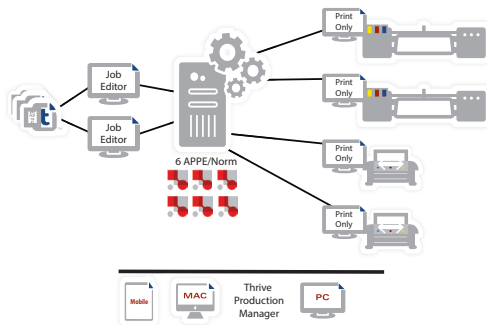 t
Job
Editor
Job
Editor
6 APPE/Norm
Print
Only
Print
Only
Print
Only
Print
Only
Mobile
MAC
Thrive
Production
Manager
PC